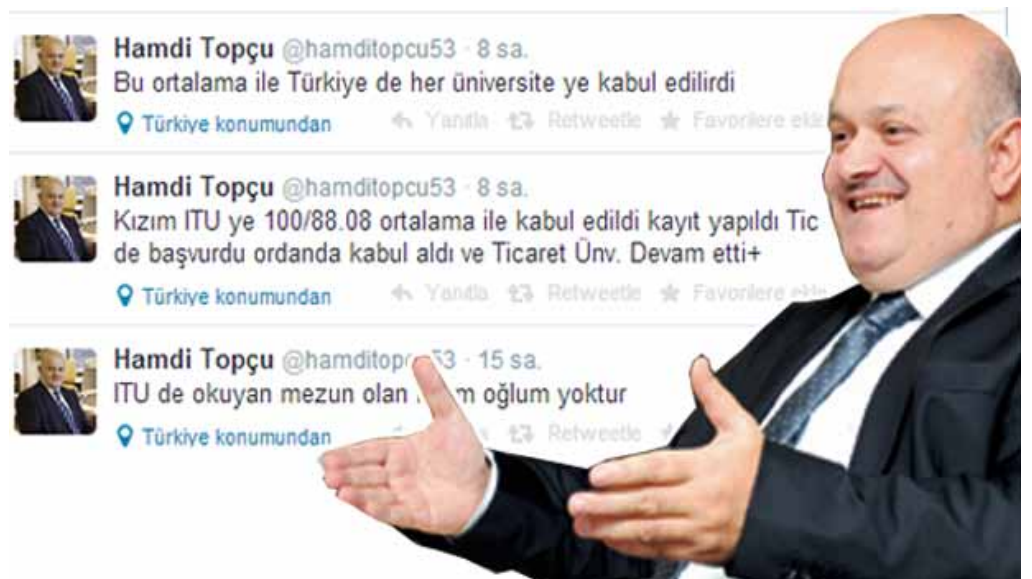 Hamdi Topçu @hamditopcu53 · 8 sa.
Bu ortalama ile Türkiye de her üniversite ye kabul edilirdi
Türkiye konumundan Yanıtla Retweetle Favorilere ekle
Hamdi Topçu @hamditopcu53 · 8 sa.
Kızım ITU ye 100/88.08 ortalama ile kabul edildi kayıt yapıldı Tic
de başvurdu ordanda kabul aldı ve Ticaret Ünv. Devam etti+
Türkiye konumundan Yanıtla Retweetle Favorilere
Hamdi Topçu · 15 sa.
ITU de okuyan mezun olan oğlum yoktur
Türkiye konumundan Retweetle